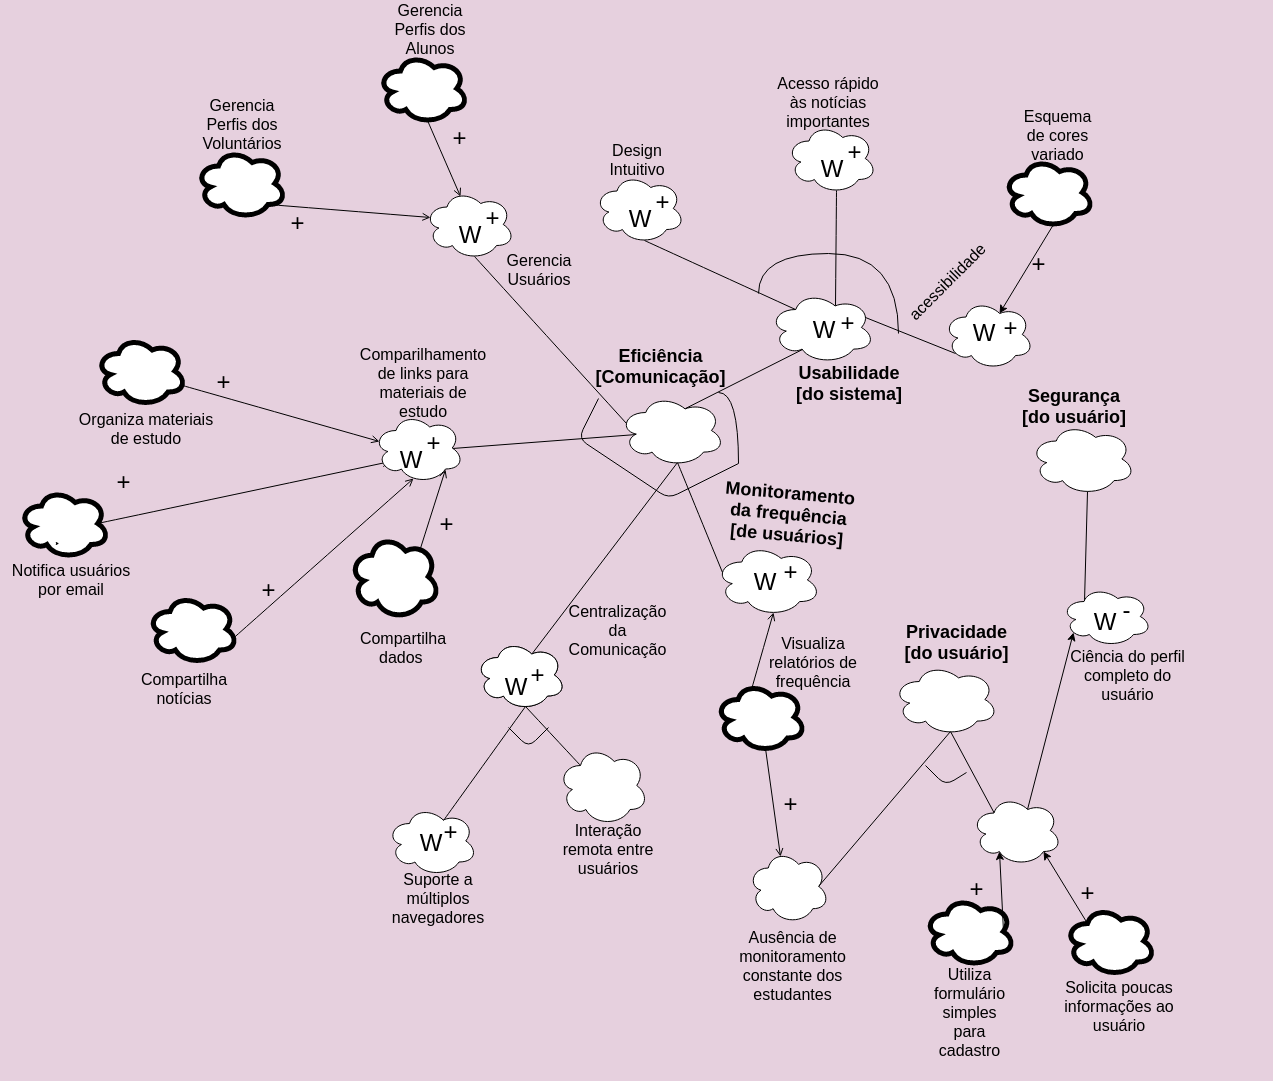 Gerencia
Perfis dos
Alunos
+
Gerencia
Perfis dos
Voluntários
+
W +
Gerencia
Usuários
Design
Intuitivo
W +
Acesso rápido
às notícias
importantes
W +
Esquema
de cores
variado
+
acessibilidade
W +
W +
Usabilidade
[do sistema]
Eficiência
[Comunicação]
Comparilhamento
de links para
materiais de
estudo
W +
+
Organiza materiais
de estudo
+
Notifica usuários
por email
+
Compartilha
notícias
+
Compartilha
dados
Segurança
[do usuário]
Monitoramento
da frequência
[de usuários]
W +
W -
Ciência do perfil
completo do
usuário
Centralização
da
Comunicação
W +
Visualiza
relatórios de
frequência
+
Privacidade
[do usuário]
W +
Suporte a
múltiplos
navegadores
Interação
remota entre
usuários
Ausência de
monitoramento
constante dos
estudantes
+
Utiliza
formulário
simples
para
cadastro
+
Solicita poucas
informações ao
usuário